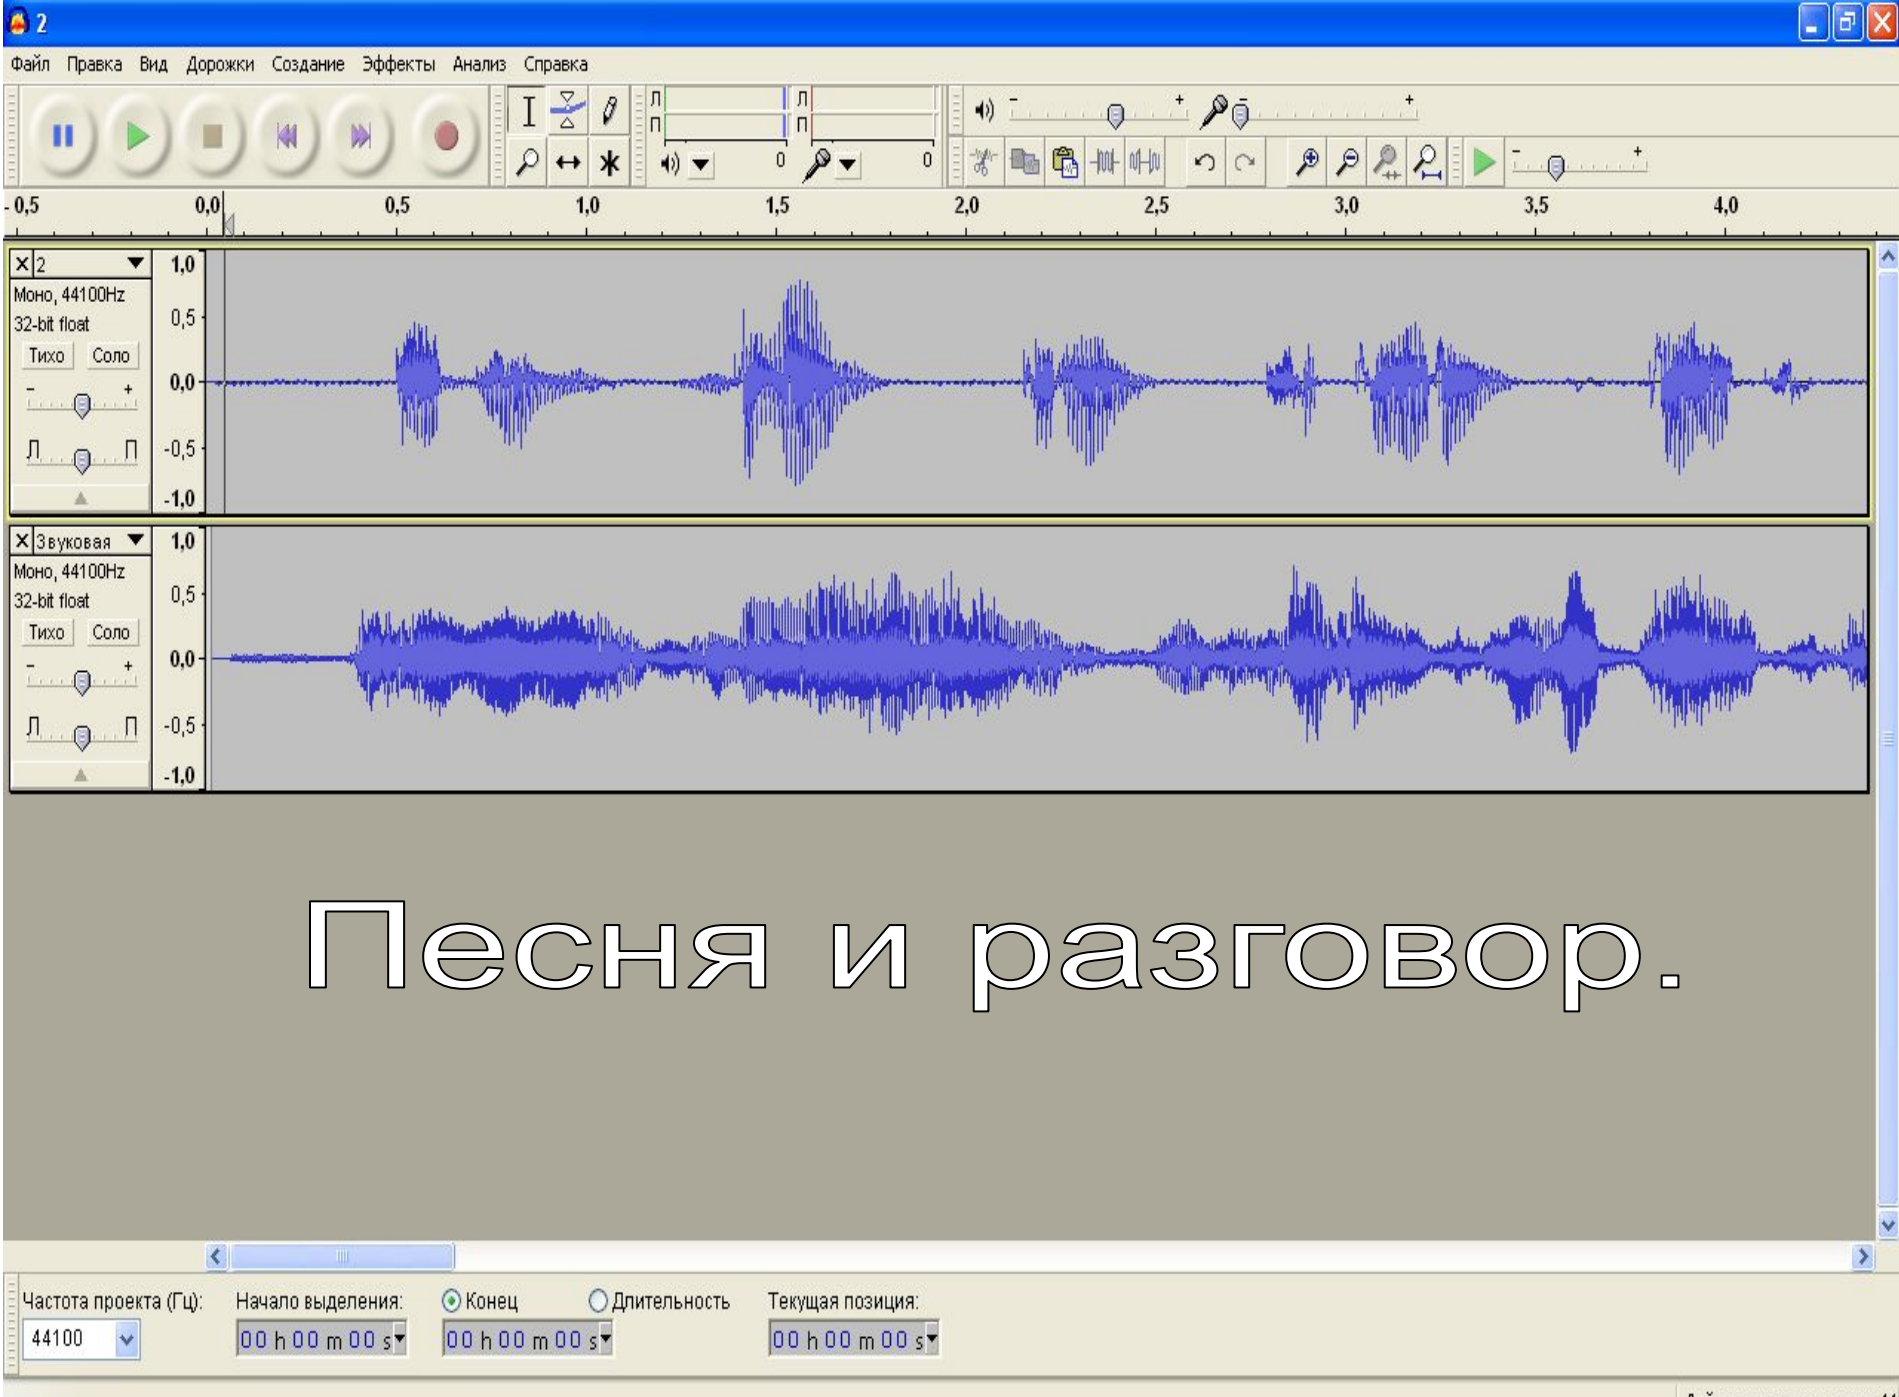 2
Файл Правка Вид Дорожки Создание Эффекты Анализ Справка
Л
П
Л
П
- +
- +
0
0
- +
- 0,5 0,0 0,5 1,0 1,5 2,0 2,5 3,0 3,5 4,0
X 2
Моно, 44100Hz
32-bit float
Тихо Соло
- +
Л П
1,0
0,5
0,0
-0,5
-1,0
X Звуковая
Моно, 44100Hz
32-bit float
Тихо Соло
- +
Л П
1,0
0,5
0,0
-0,5
-1,0
Песня и разговор.
Частота проекта (Гц): Начало выделения: Конец Длительность Текущая позиция:
44100 00 h 00 m 00 s 00 h 00 m 00 s 00 h 00 m 00 s